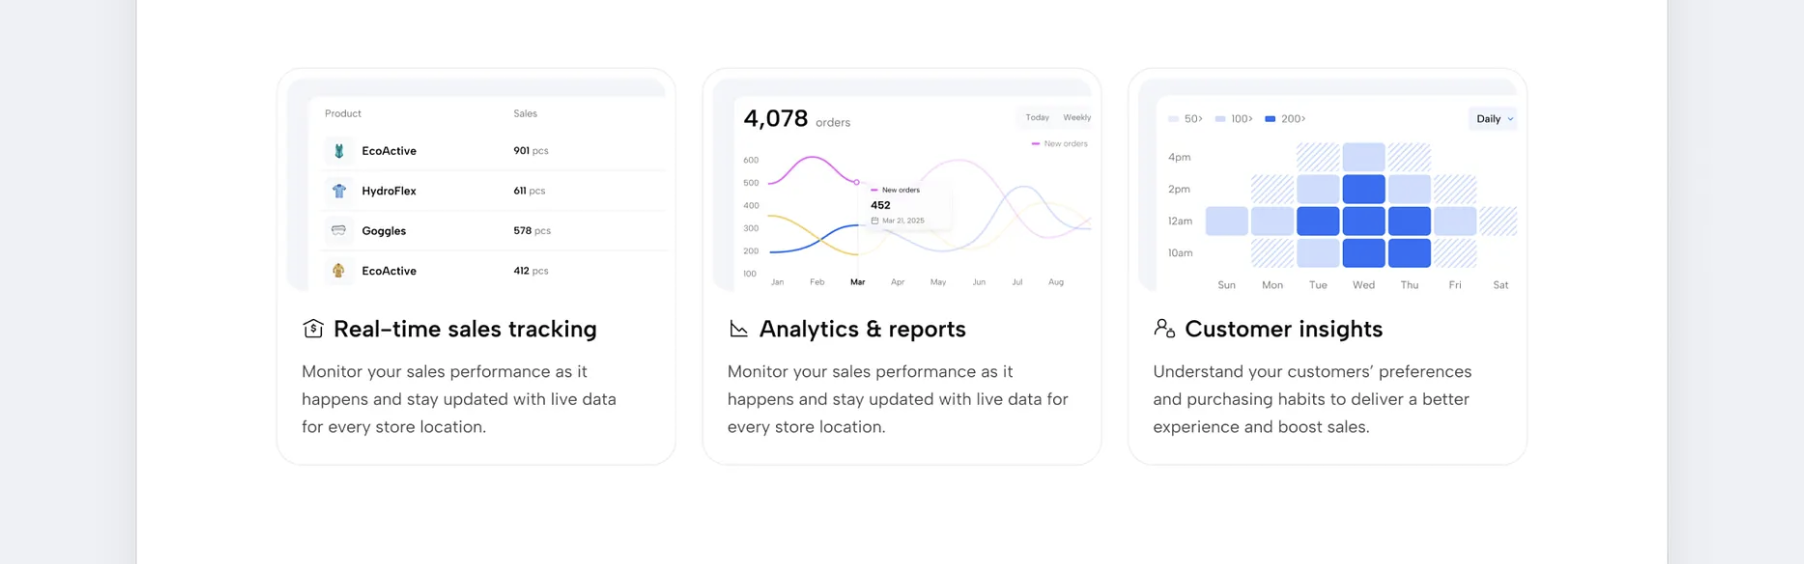 Product Sales
EcoActive 901 pcs
HydroFlex 611 pcs
Goggles 578 pcs
EcoActive 412 pcs
Real-time sales tracking
Monitor your sales performance as it
happens and stay updated with live data
for every store location.
4,078 orders
Today Weekly
New orders
600
500
400
300
200
100
New orders
452
Mar 21, 2025
Jan Feb Mar Apr May Jun Jul Aug
Analytics & reports
Monitor your sales performance as it
happens and stay updated with live data for
every store location.
50> 100> 200>
Daily
4pm
2pm
12am
10am
Sun Mon Tue Wed Thu Fri Sat
Customer insights
Understand your customers’ preferences
and purchasing habits to deliver a better
experience and boost sales.